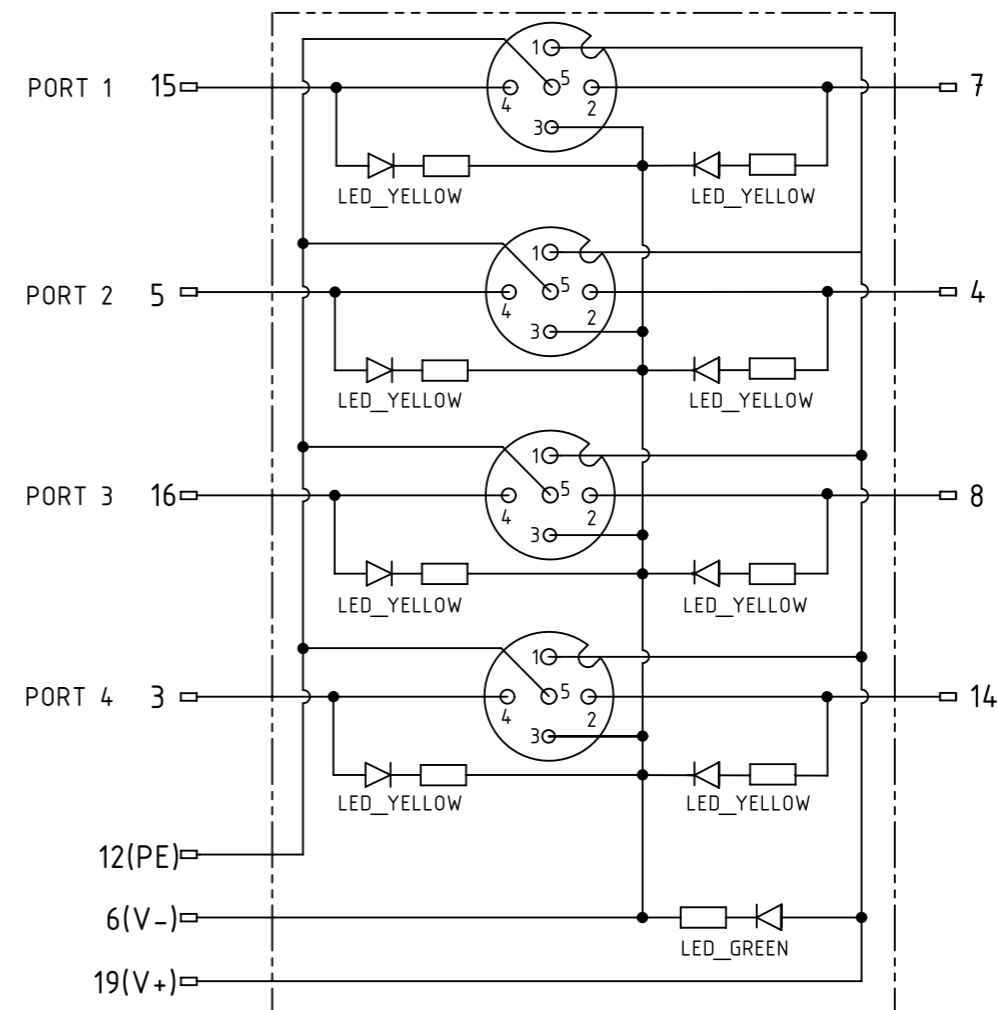 1
PORT 1 15 4 5 2 7
3
LED_YELLOW LED_YELLOW
1
PORT 2 5 4 5 2 4
3
LED_YELLOW LED_YELLOW
1
PORT 3 16 4 5 2 8
3
LED_YELLOW LED_YELLOW
1
PORT 4 3 4 5 2 14
3
LED_YELLOW LED_YELLOW
12(PE)
6(V-)
LED_GREEN
19(V+)